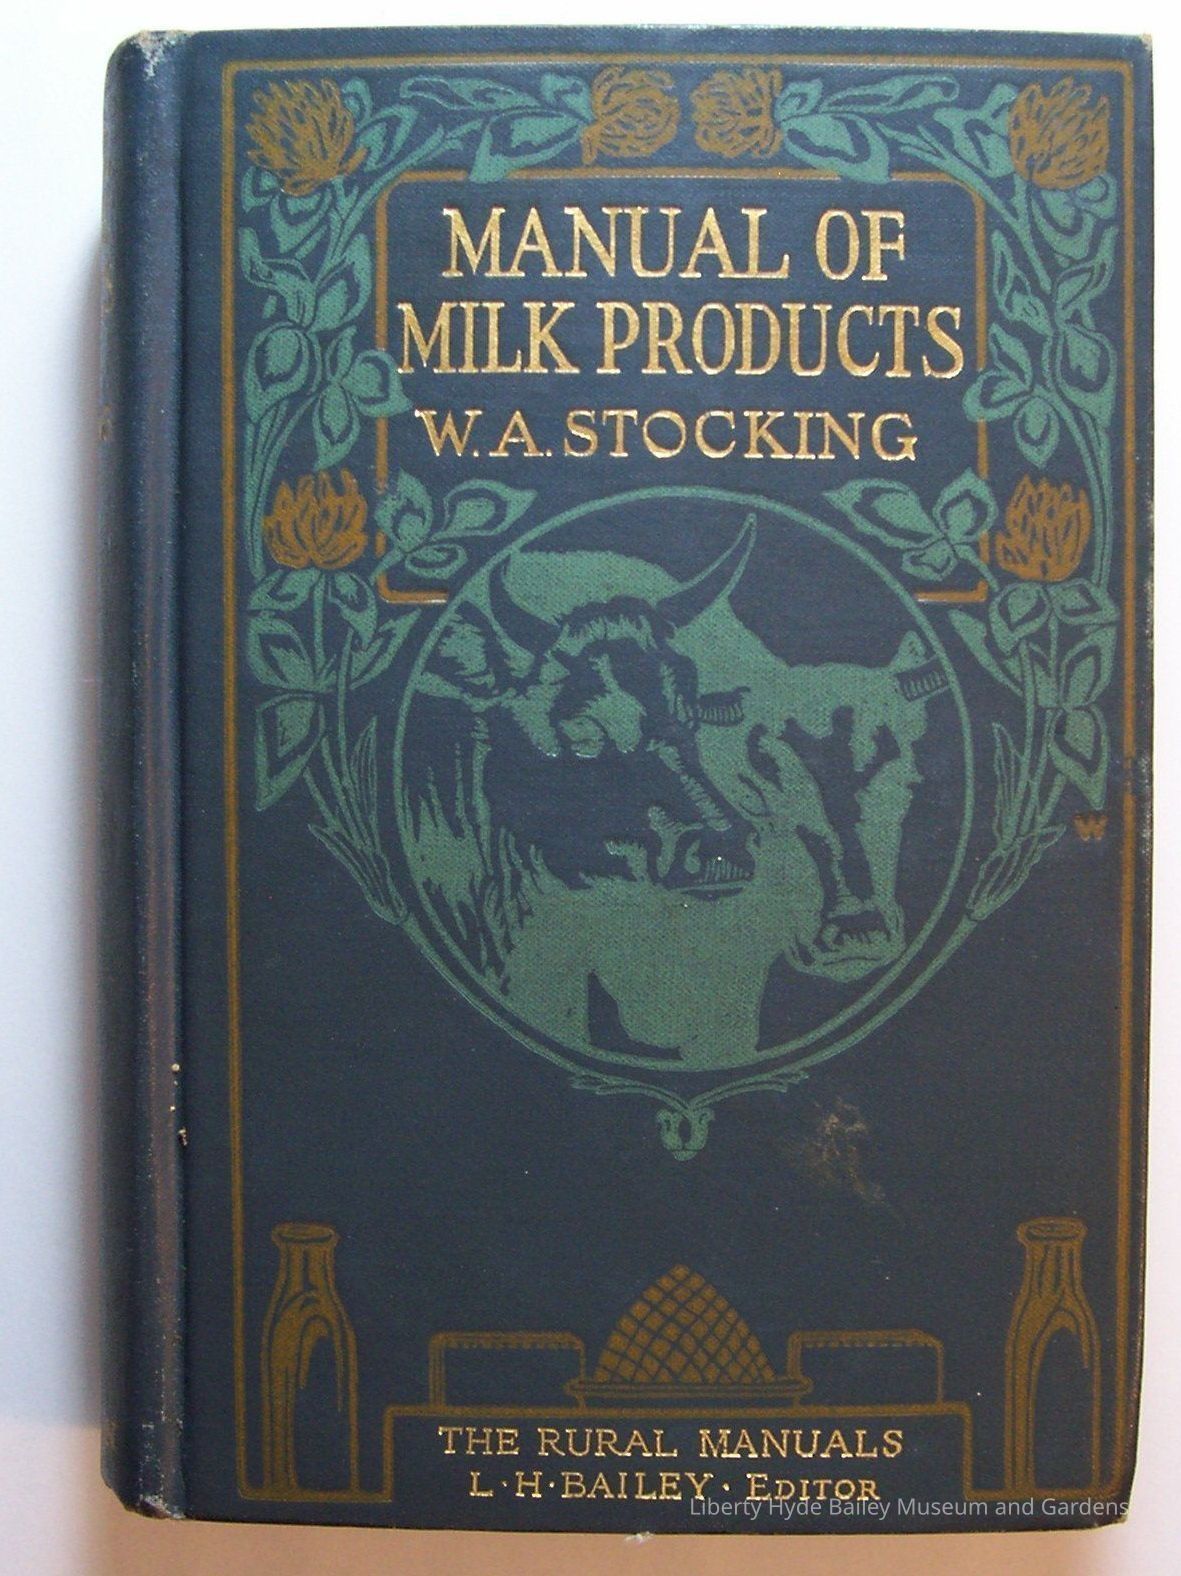 MANUAL OF
MILK PRODUCTS
W. A. STOCKING
W
THE RURAL MANUALS
L·H·BAILEY·EDITOR
Liberty Hyde Bailey Museum and Gardens